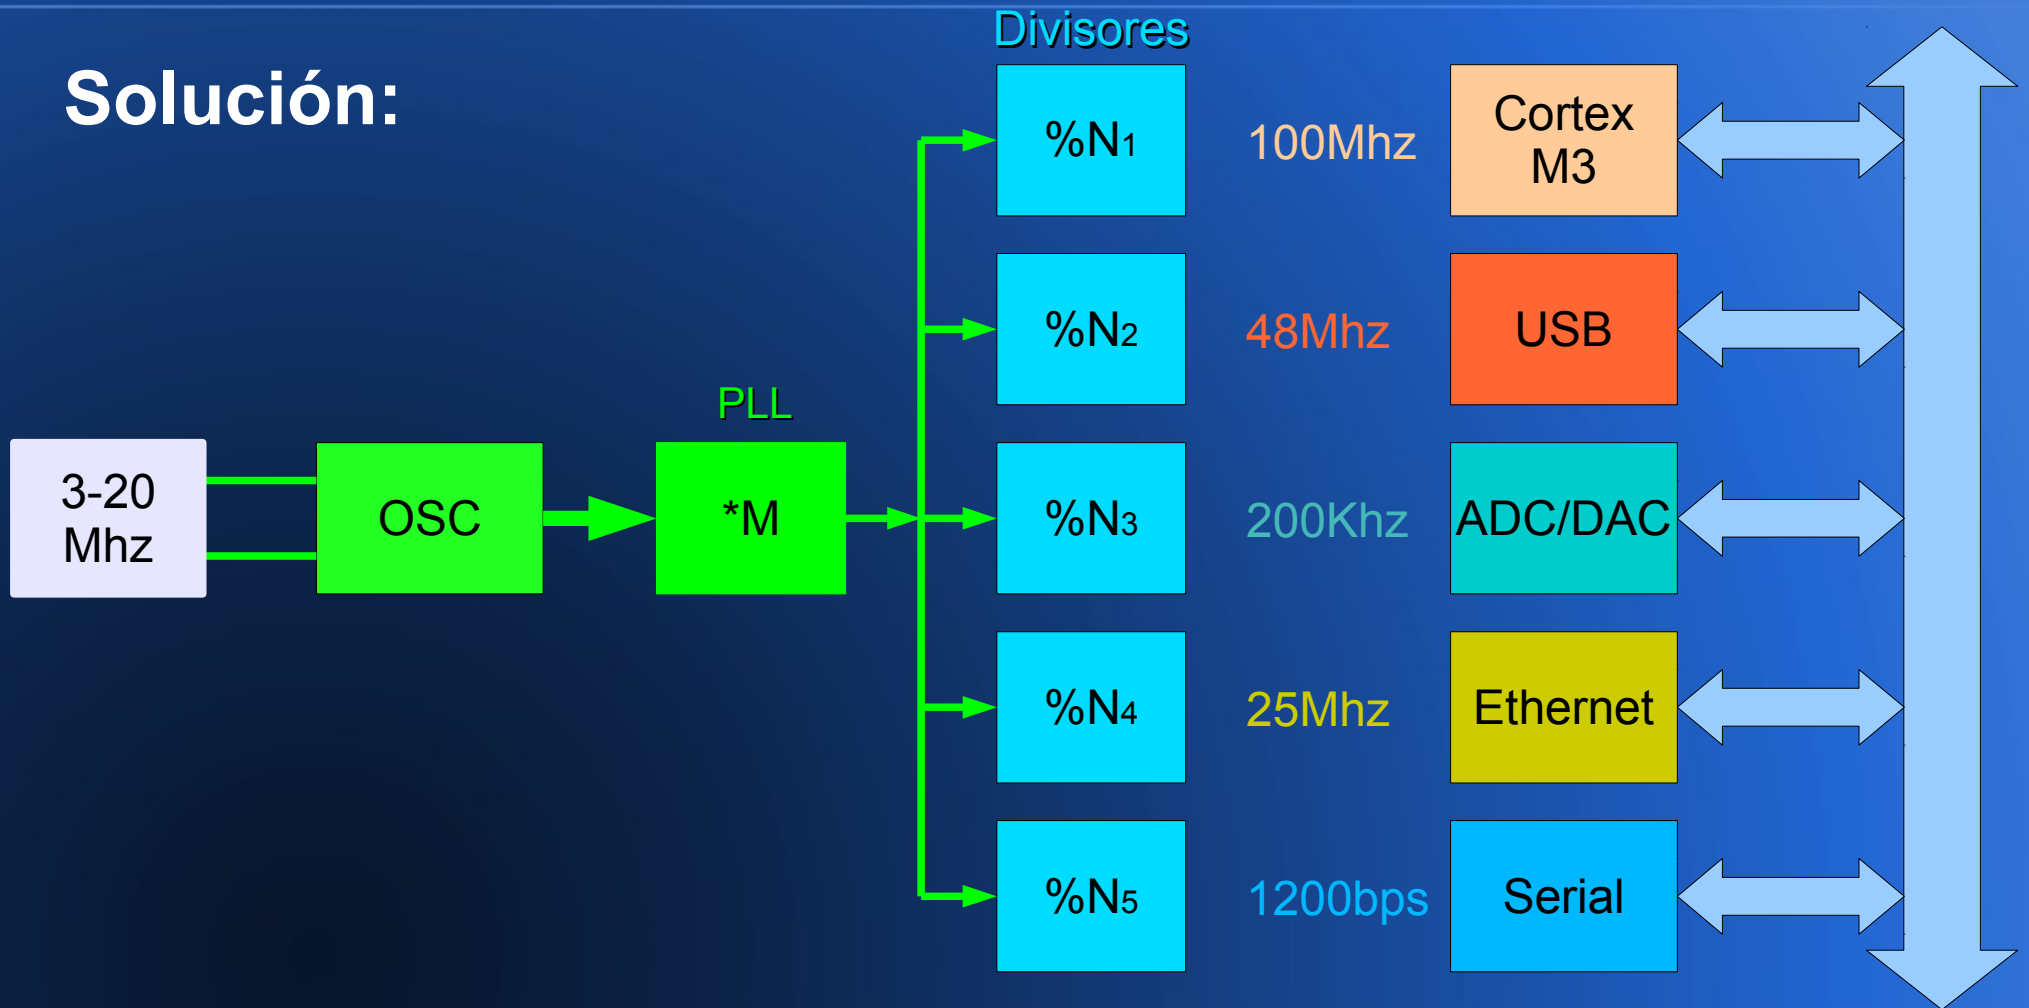 Solución:
Divisores
%N1
100Mhz
Cortex
M3
%N2
48Mhz
USB
PLL
3-20
Mhz
OSC
*M
%N3
200Khz
ADC/DAC
%N4
25Mhz
Ethernet
%N5
1200bps
Serial